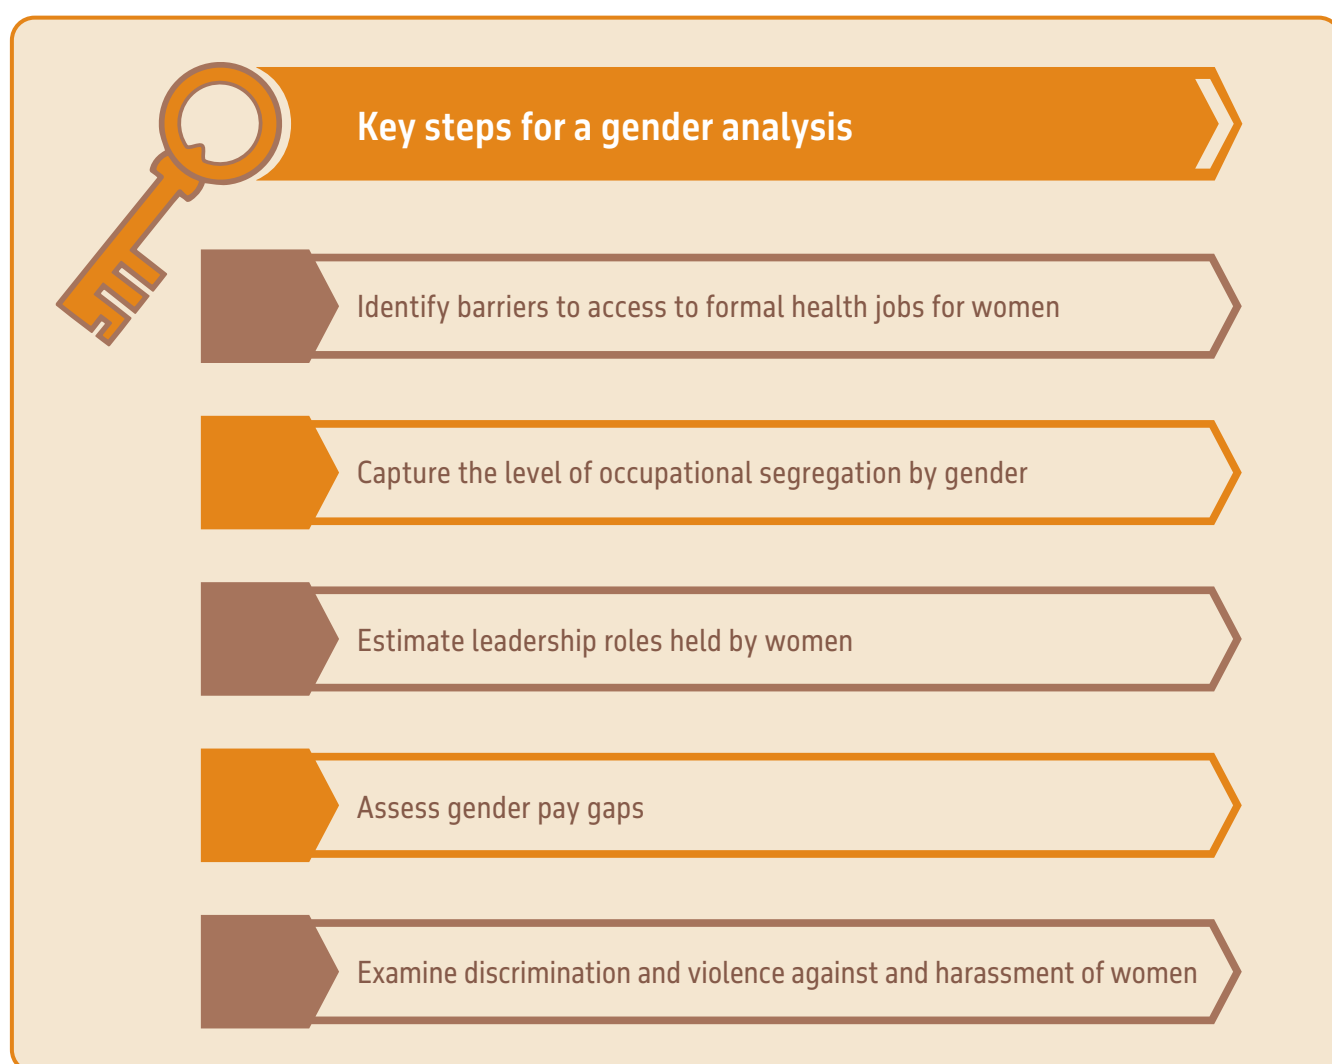 Key steps for a gender analysis
Identify barriers to access to formal health jobs for women
Capture the level of occupational segregation by gender
Estimate leadership roles held by women
Assess gender pay gaps
Examine discrimination and violence against and harassment of women